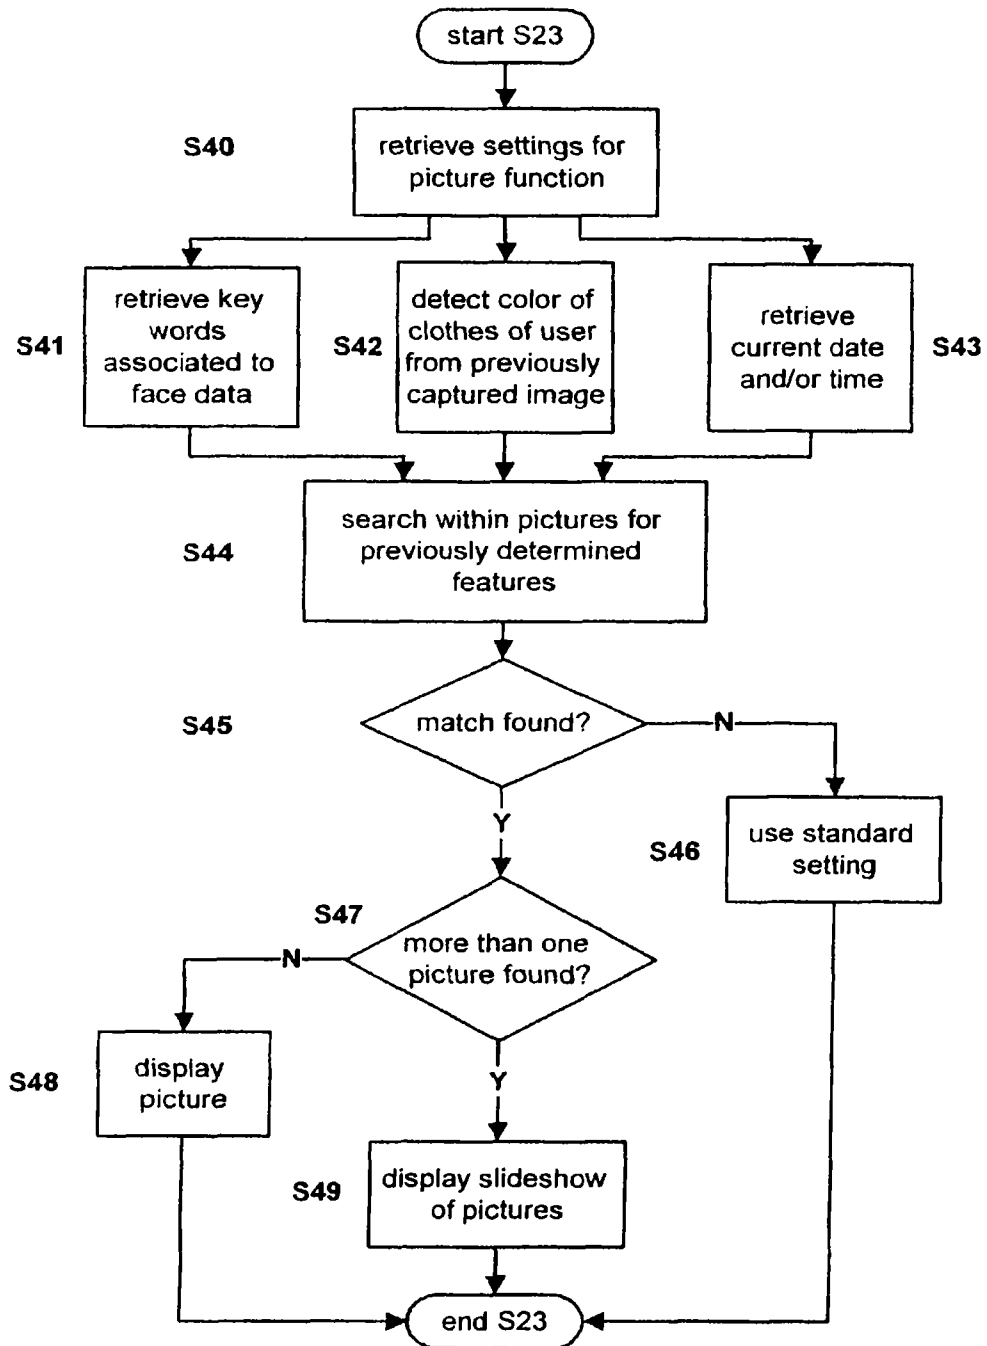 start S23
S40
retrieve settings for
picture function
S41
retrieve key
words
associated to
face data
S42
detect color of
clothes of user
from previously
captured image
retrieve
current date
and/or time
S43
S44
search within pictures for
previously determined
features
S45
match found?
N
Y
S46
use standard
setting
S47
more than one
picture found?
N
Y
S48
display
picture
S49
display slideshow
of pictures
end S23